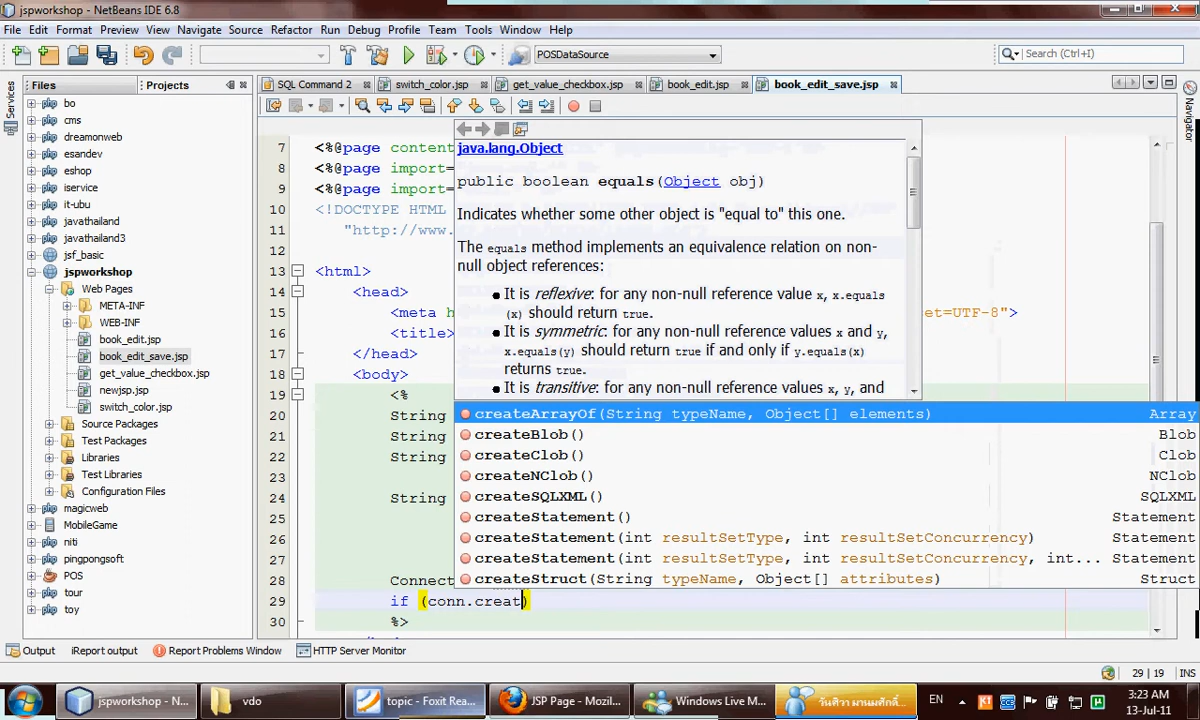 jspworkshop - NetBeans IDE 6.8
File Edit Format Preview View Navigate Source Refactor Run Debug Profile Team Tools Window Help
POSDataSource
Search (Ctrl+I)
Services
Files
Projects
SQL Command 2
switch_color.jsp
get_value_checkbox.jsp
book_edit.jsp
book_edit_save.jsp
Navigator
bo
cms
dreamonweb
esandev
eshop
iservice
it-ubu
javathailand
javathailand3
jsf_basic
jspworkshop
Web Pages
META-INF
WEB-INF
book_edit.jsp
book_edit_save.jsp
get_value_checkbox.jsp
newjsp.jsp
switch_color.jsp
Source Packages
Test Packages
Libraries
Test Libraries
Configuration Files
magicweb
MobileGame
niti
pingpongsoft
POS
tour
toy
7 <%@page content
8 <%@page import=
9 <%@page import=
10 <!DOCTYPE HTML
11 "http://www.
12
13 <html>
14 <head>
15 <meta h et=UTF-8">
16 <title>
17 </head>
18 <body>
19 <%
20 String
21 String
22 String
23
24 String
25
26
27
28 Connect
29 if (conn.creat)
30 %>
java.lang.Object
public boolean equals(Object obj)
Indicates whether some other object is "equal to" this one.
The equals method implements an equivalence relation on non-
null object references:
It is reflexive: for any non-null reference value x, x.equals
(x) should return true.
It is symmetric: for any non-null reference values x and y,
x.equals(y) should return true if and only if y.equals(x)
returns true.
It is transitive: for any non-null reference values x, y, and
createArrayOf(String typeName, Object[] elements) Array
createBlob() Blob
createClob() Clob
createNClob() NClob
createSQLXML() SQLXML
createStatement() Statement
createStatement(int resultSetType, int resultSetConcurrency) Statement
createStatement(int resultSetType, int resultSetConcurrency, int... Statement
createStruct(String typeName, Object[] attributes) Struct
Output
iReport output
Report Problems Window
HTTP Server Monitor
29 | 19 INS
jspworkshop - N...
vdo
topic - Foxit Rea...
JSP Page - Mozil...
Windows Live M...
EN
3:23 AM
13-Jul-11